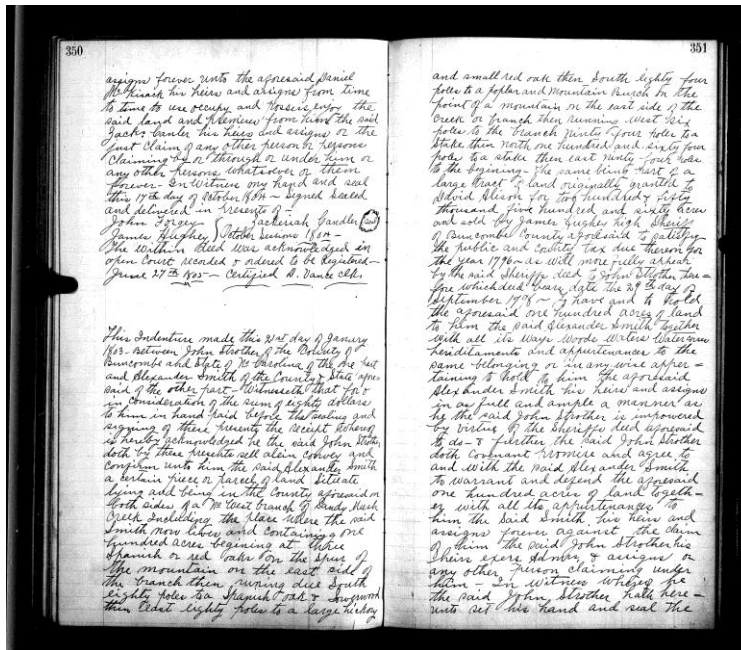 350
assigns forever unto the aforesaid Daniel
McKisack his heirs and assigns from time
to time to use occupy and possess enjoy the
said land and premises from him the said
Jack: Canler his heirs and assigns or the
just Claim of any other person or persons
Claiming by or through or under him or
any other persons whatsoever or them
forever - In Witness my hand and seal
this 17th day of October 1804 - Signed Sealed
and delivered in presents of -
John Forgey Jackeriah Candler Seal
James Hughey October Sessions 1804 -
The within deed was acknowledged in
open Court recorded & ordered to be Registered -
June 27th 1805 - Certified D. Vance Clk.
This Indenture made this 21st day of January
1803 - Between John Strother of the County of
Buncombe and State of No Carolina of the one part
and Alexander Smith of the County & State afore
said of the other part - Witnesseth that for &
in Consideration of the sum of eighty dollars
to him in hand paid before the sealing and
signing of these presents the receipt whereof
is hereby acknowledged he the said John Strother
doth by these presents sell alein convey and
confirm unto him the said Alexander Smith
a certain piece or parcel of land Situate
lying and being in the County aforesaid on
both sides of a West branch of Sandy Mush
Creek Including the place where the said
Smith now lives and Containing one
hundred acres begining at three
Spanish or red oaks on the Spur of
the mountain on the east side of
the branch then runing due South
eighty poles to a Spanish oak & Sowerwood
then East eighty poles to a large hickory
351
and small red oak then South eighty four
poles to a poplar and Mountain Burch on the
point of a mountain on the east side of the
creek or branch then running west Six
poles to the branch ninty four poles to a
Stake then North one hundred and sixty four
poles to a stake then east ninty-four poles
to the begining - the same being part of a
large tract of land originally granted to
David Alison for two hundred & fifty
thousand five hundred and sixty acres
and sold by James Hughey high Sheriff
of Buncombe County aforesaid to satisfy
the public and County tax due thereon for
the year 1796 - as will more fully appear
by the said Sheriffs deed to John Strother there =
fore which deed bears date the 29th day of
September 1798 - To have and to hold
the aforesaid one hundred acres of land
to him the said Alexander Smith together
with all its ways Woods Waters Watercourses
heriditaments and appertenances to the
same belonging or in any wise apper =
taining to hold to him the aforesaid
Alexander Smith his heirs and assigns
in as full and ample a manner as
he the said John Strother is impowered
by virtue of the Sheriffs deed aforesaid
to do - & further the said John Strother
doth covenant promise and agree to
and with the said Alexander Smith
to warrant and defend the aforesaid
one hundred acres of land togeth-
er with all its appurtenances to
him the said Smith, his heirs and
assigns forever against the claim
of him the said John Strother his
heirs exers Admrs & assigns or
any other person claiming under
him - In Witness Whereof he
the said John Strother hath here =
unto set his hand and seal the